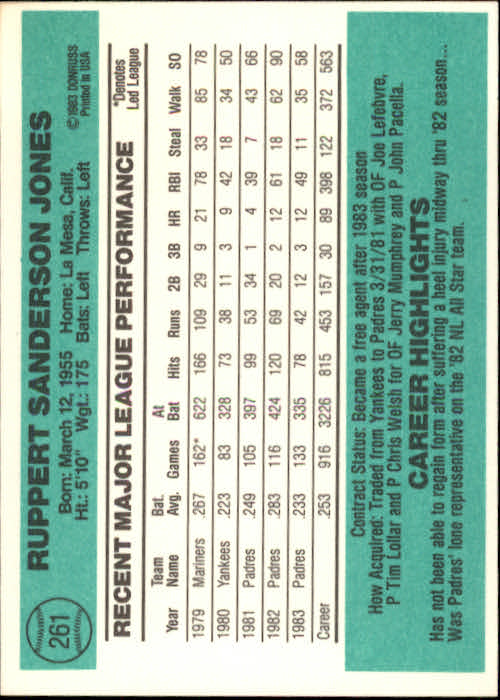 261
RUPPERT SANDERSON JONES
Born: March 12, 1955 Home: La Mesa, Calif.
Ht.: 5'10" Wgt.: 175 Bats: Left Throws: Left
©1983 DONRUSS
Printed in USA
RECENT MAJOR LEAGUE PERFORMANCE
*Denotes
Led League
Year Team Name Bat. Avg. Games At Bat Hits Runs 2B 3B HR RBI Steal Walk SO
1979 Mariners .267 162* 622 166 109 29 9 21 78 33 85 78
1980 Yankees .223 83 328 73 38 11 3 9 42 18 34 50
1981 Padres .249 105 397 99 53 34 1 4 39 7 43 66
1982 Padres .283 116 424 120 69 20 2 12 61 18 62 90
1983 Padres .233 133 335 78 42 12 3 12 49 11 35 58
Career .253 916 3226 815 453 157 30 89 398 122 372 563
Contract Status: Became a free agent after 1983 season
How Acquired: Traded from Yankees to Padres 3/31/81 with OF Joe Lefebvre,
P Tim Lollar and P Chris Welsh for OF Jerry Mumphrey and P John Pacella.
CAREER HIGHLIGHTS
Has not been able to regain form after suffering a heel injury midway thru '82 season...
Was Padres' lone representative on the '82 NL All Star team.